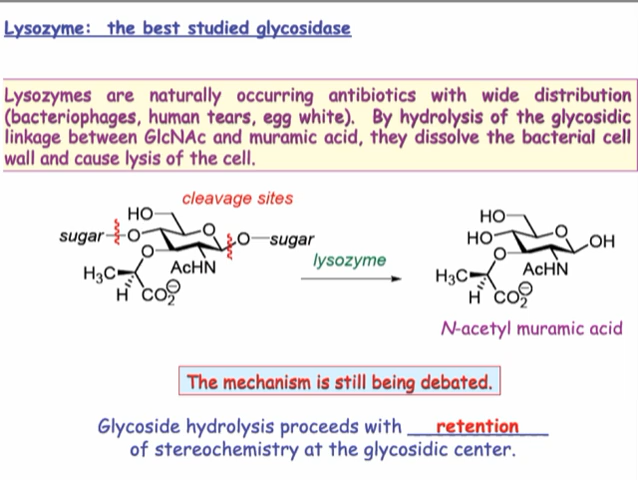 Lysozyme: the best studied glycosidase
Lysozymes are naturally occurring antibiotics with wide distribution
(bacteriophages, human tears, egg white). By hydrolysis of the glycosidic
linkage between GlcNAc and muramic acid, they dissolve the bacterial cell
wall and cause lysis of the cell.
cleavage sites
HO
O
sugar
O
O
sugar
O
AcHN
H₃C
H
CO₂⊖
lysozyme
HO
HO
O
OH
O
AcHN
H₃C
H
CO₂⊖
N-acetyl muramic acid
The mechanism is still being debated.
Glycoside hydrolysis proceeds with retention
of stereochemistry at the glycosidic center.